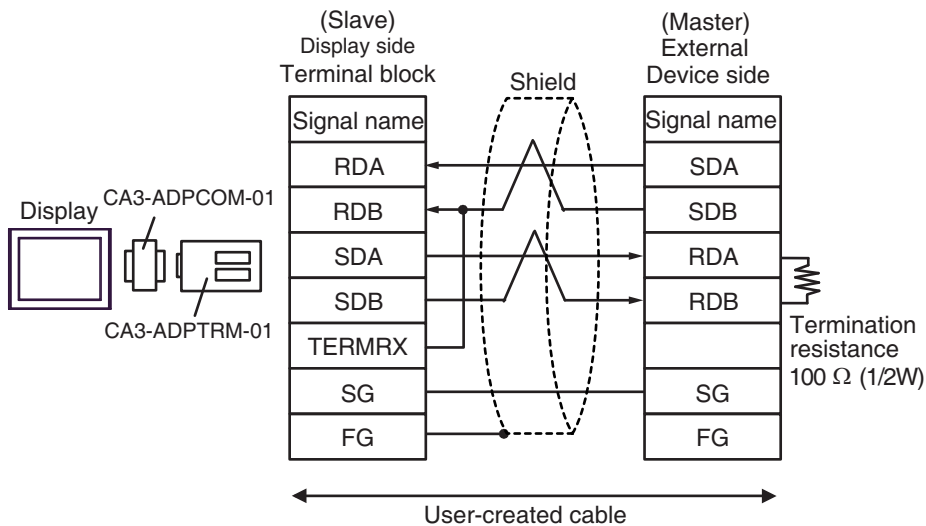 (Slave)
Display side
Terminal block
Shield
(Master)
External
Device side
Signal name
Signal name
RDA
SDA
Display
CA3-ADPCOM-01
RDB
SDB
SDA
RDA
SDB
RDB
CA3-ADPTRM-01
TERMRX
Termination
resistance
100 Ω (1/2W)
SG
SG
FG
FG
User-created cable